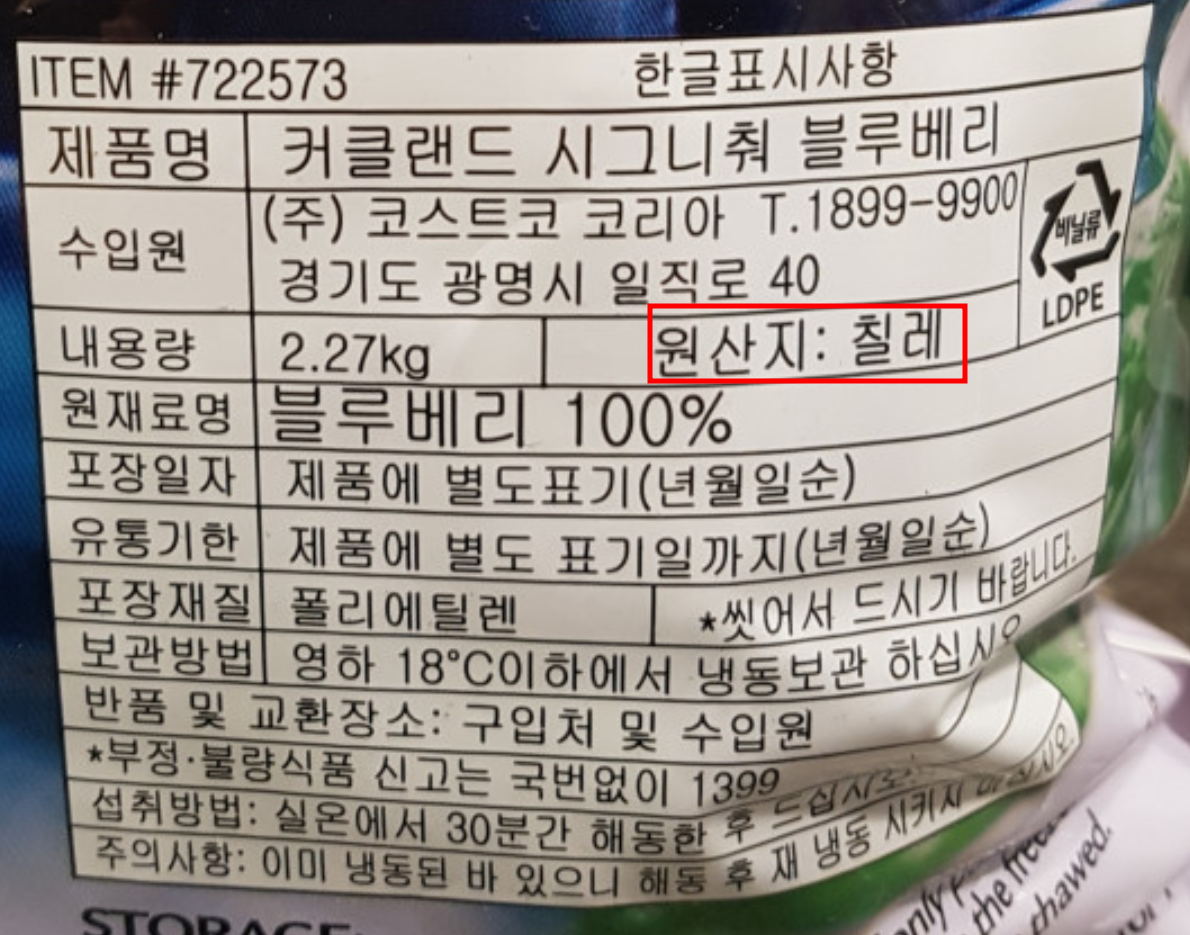 ITEM #722573 한글표시사항
제품명 커클랜드 시그니춰 블루베리
수입원 (주) 코스트코 코리아 T.1899-9900
경기도 광명시 일직로 40
비닐류
LDPE
내용량 2.27kg 원산지: 칠레
원재료명 블루베리 100%
포장일자 제품에 별도표기(년월일순)
유통기한 제품에 별도 표기일까지(년월일순)
포장재질 폴리에틸렌 *씻어서 드시기 바랍니다.
보관방법 영하 18°C이하에서 냉동보관 하십시오
반품 및 교환장소: 구입처 및 수입원
*부정·불량식품 신고는 국번없이 1399
섭취방법: 실온에서 30분간 해동한 후 드십시오
주의사항: 이미 냉동된 바 있으니 해동 후 재 냉동 시키지 마십시오
STORAGE:
only
the
thawed.